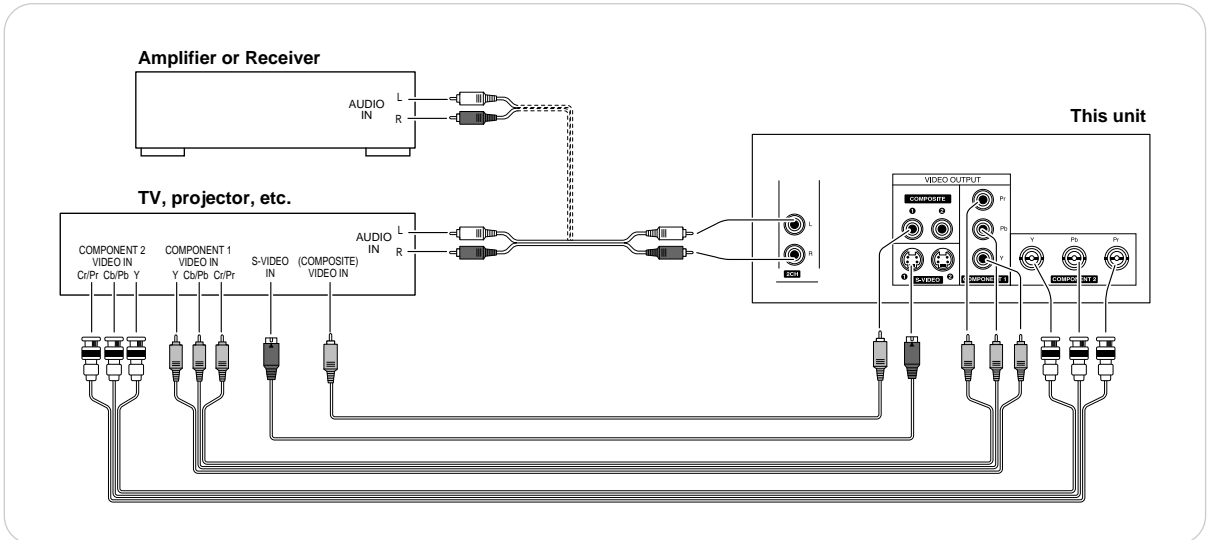 Amplifier or Receiver
AUDIO IN
L
R
This unit
TV, projector, etc.
AUDIO IN
L
R
COMPONENT 2 VIDEO IN
Cr/Pr Cb/Pb Y
COMPONENT 1 VIDEO IN
Y Cb/Pb Cr/Pr
S-VIDEO IN
(COMPOSITE) VIDEO IN
L
R
2CH
VIDEO OUTPUT
COMPOSITE
1 2
Pr
Pb
Y
1 S-VIDEO 2
COMPONENT 1
Y Pb Pr
COMPONENT 2